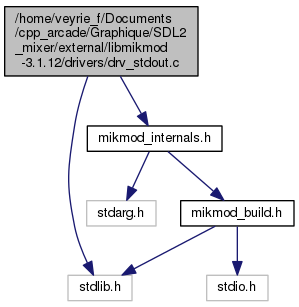 /home/veyrie_f/Documents
/cpp_arcade/Graphique/SDL2
_mixer/external/libmikmod
-3.1.12/drivers/drv_stdout.c
mikmod_internals.h
stdarg.h
mikmod_build.h
stdlib.h
stdio.h